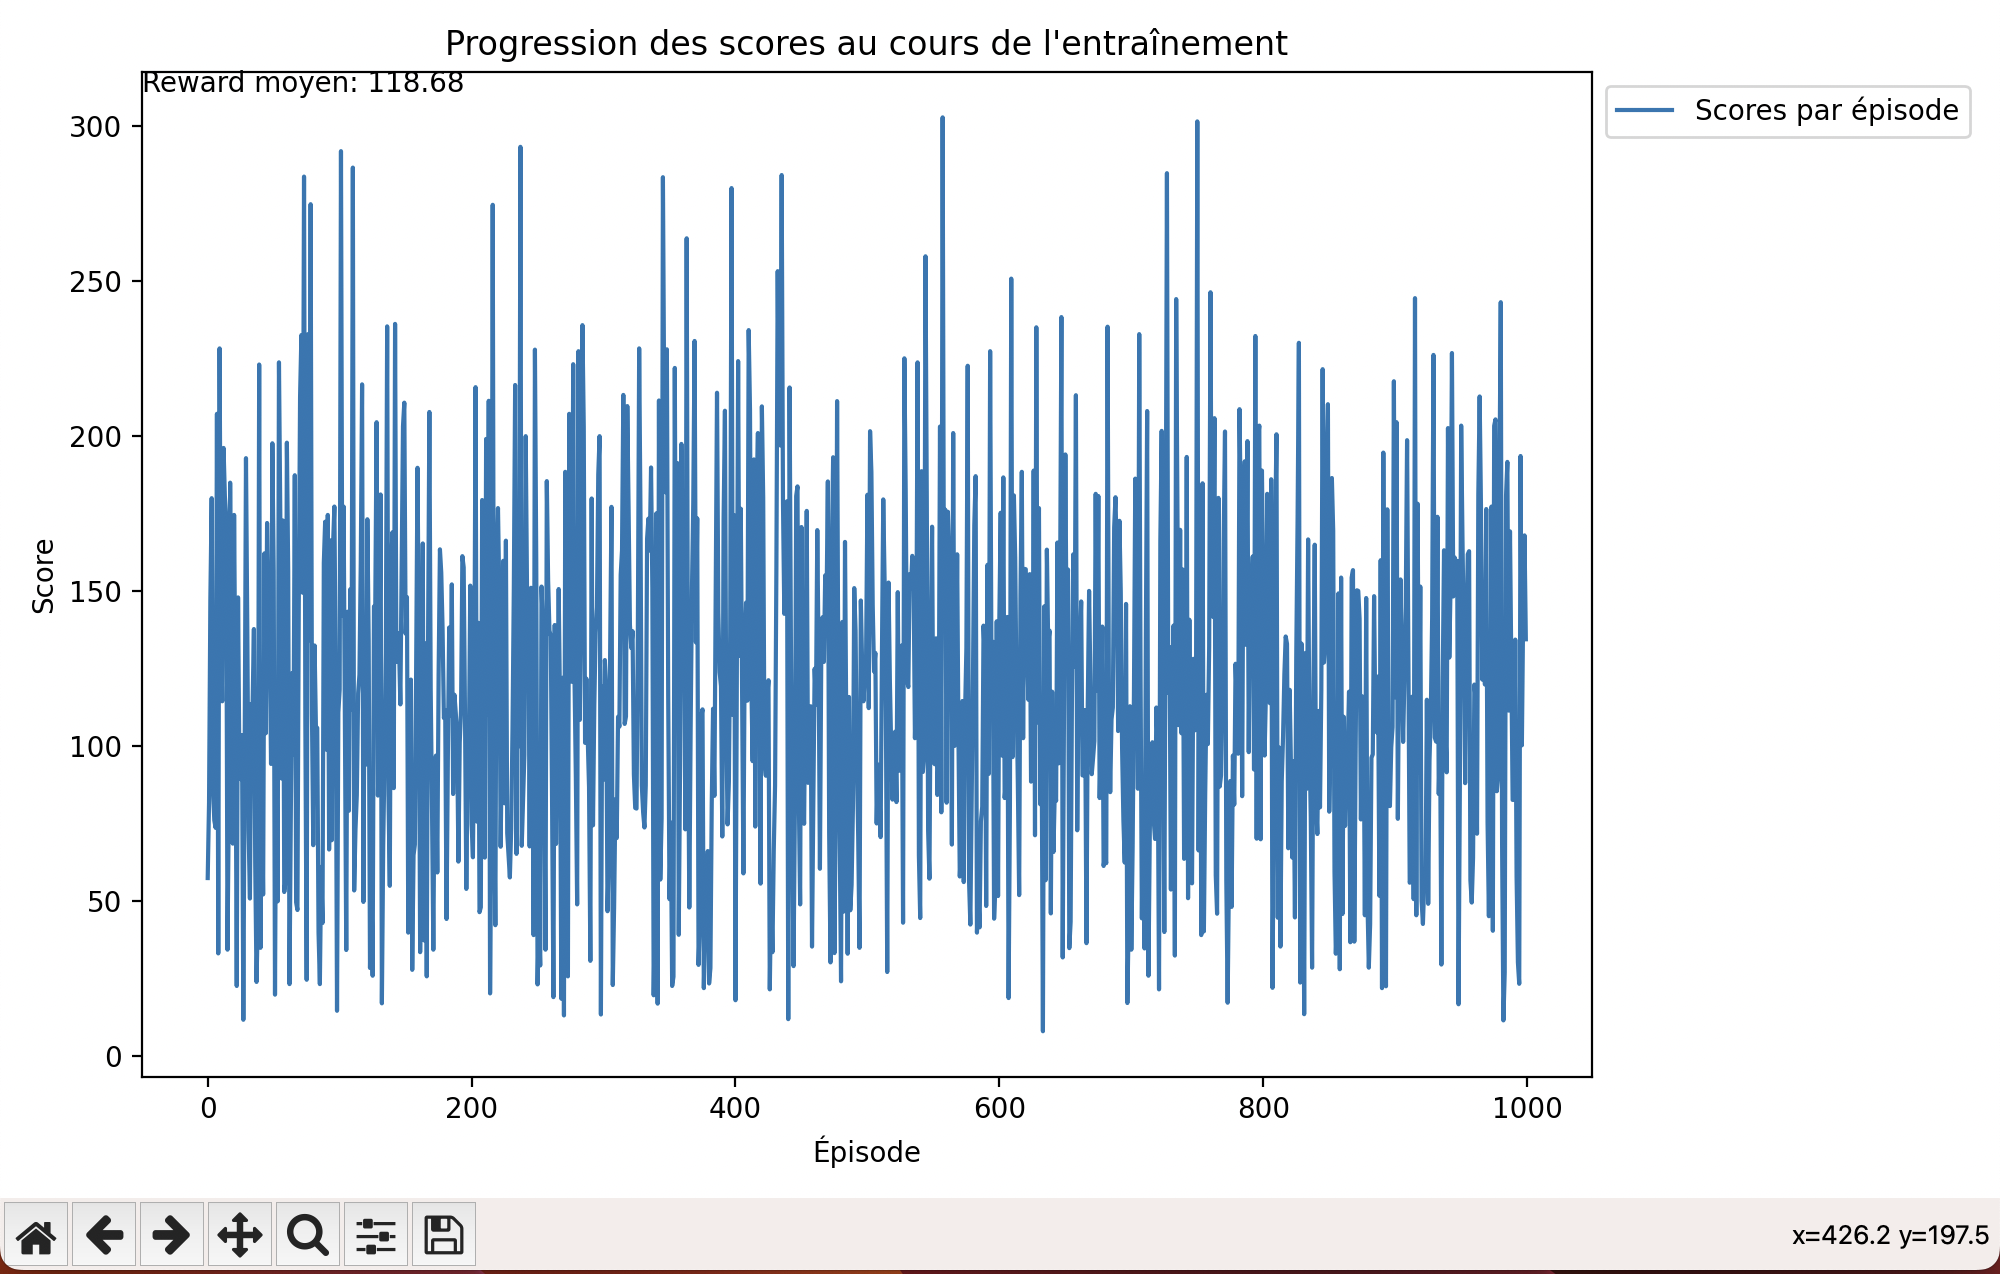 Progression des scores au cours de l'entraînement
Reward moyen: 118.68
Scores par épisode
300
250
200
150
100
50
0
Score
0 200 400 600 800 1000
Épisode
x=426.2 y=197.5